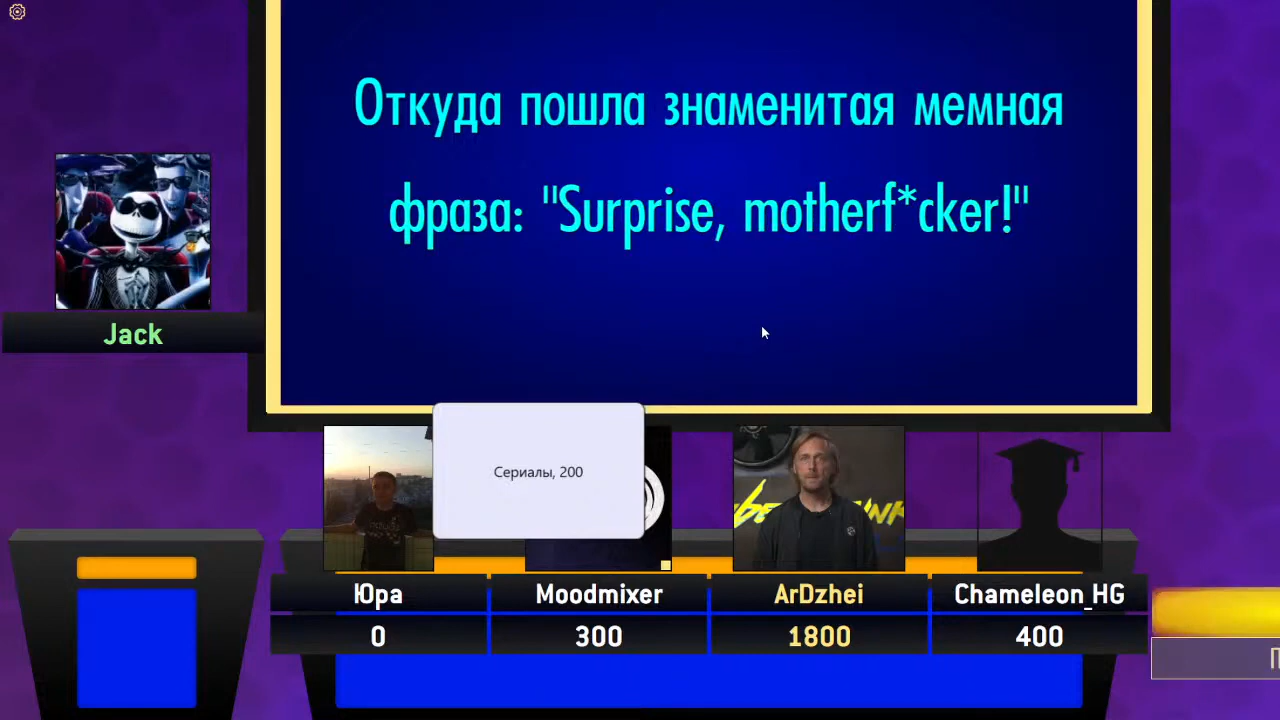 Откуда пошла знаменитая мемная
фраза: "Surprise, motherf*cker!"
Jack
Сериалы, 200
Юра
Moodmixer
ArDzhei
Chameleon_HG
0
300
1800
400